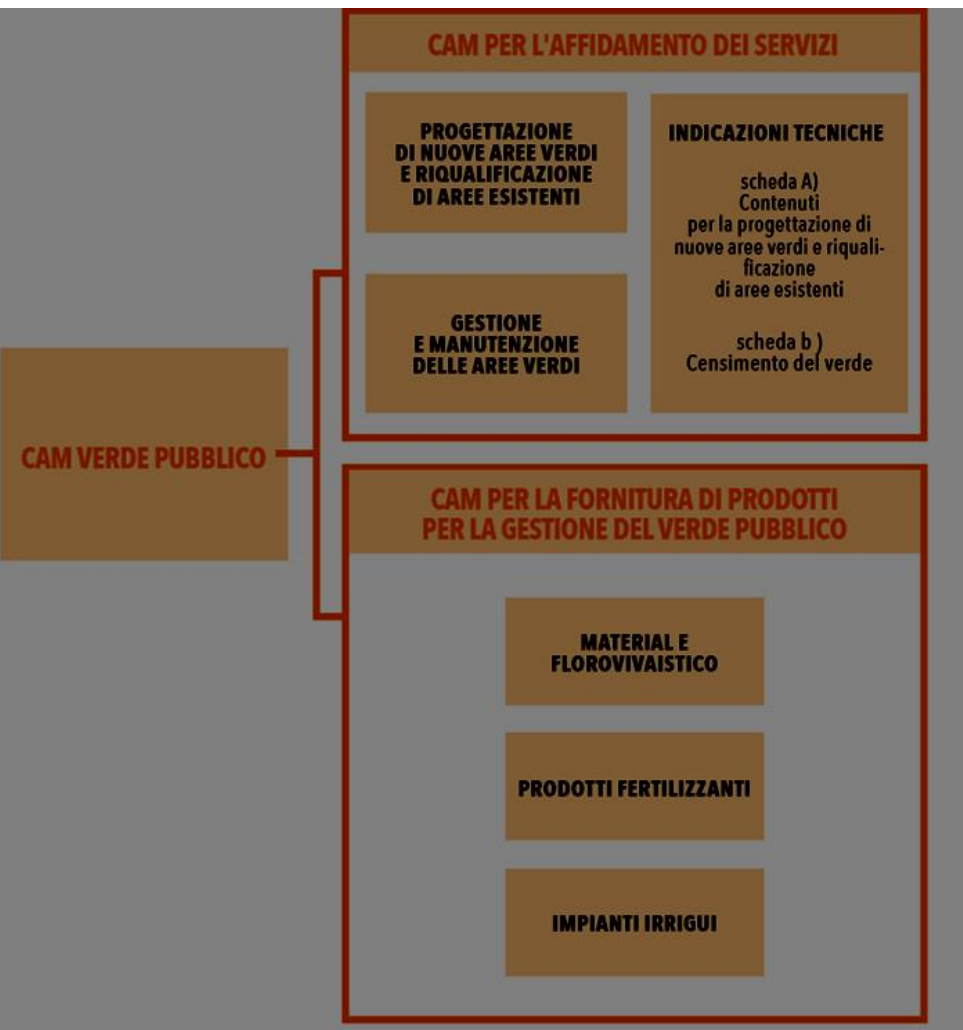 CAM PER L'AFFIDAMENTO DEI SERVIZI
PROGETTAZIONE
DI NUOVE AREE VERDI
E RIQUALIFICAZIONE
DI AREE ESISTENTI
GESTIONE
E MANUTENZIONE
DELLE AREE VERDI
INDICAZIONI TECNICHE
scheda A)
Contenuti
per la progettazione di
nuove aree verdi e riquali-
ficazione
di aree esistenti
scheda b )
Censimento del verde
CAM VERDE PUBBLICO
CAM PER LA FORNITURA DI PRODOTTI
PER LA GESTIONE DEL VERDE PUBBLICO
MATERIAL E
FLOROVIVAISTICO
PRODOTTI FERTILIZZANTI
IMPIANTI IRRIGUI